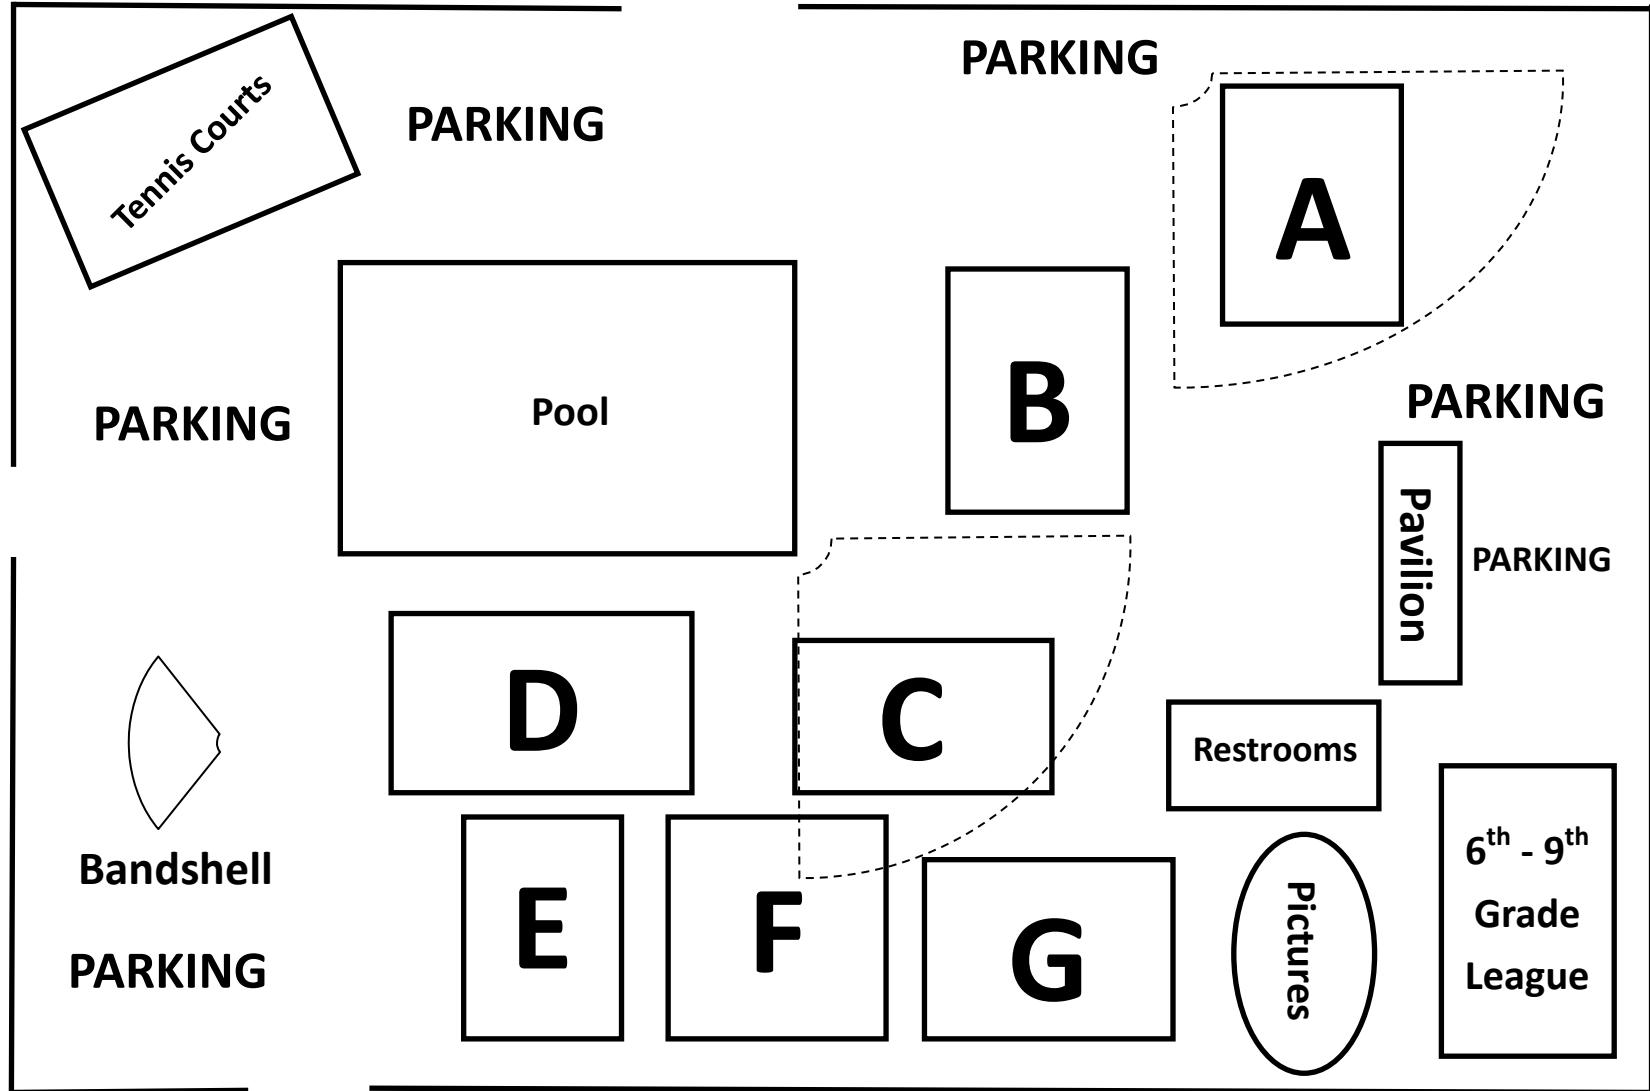 PARKING
Tennis Courts
PARKING
A
B
Pool
PARKING
PARKING
Pavilion
PARKING
D
C
Restrooms
Bandshell
6th - 9th
Grade
League
E
F
G
Pictures
PARKING